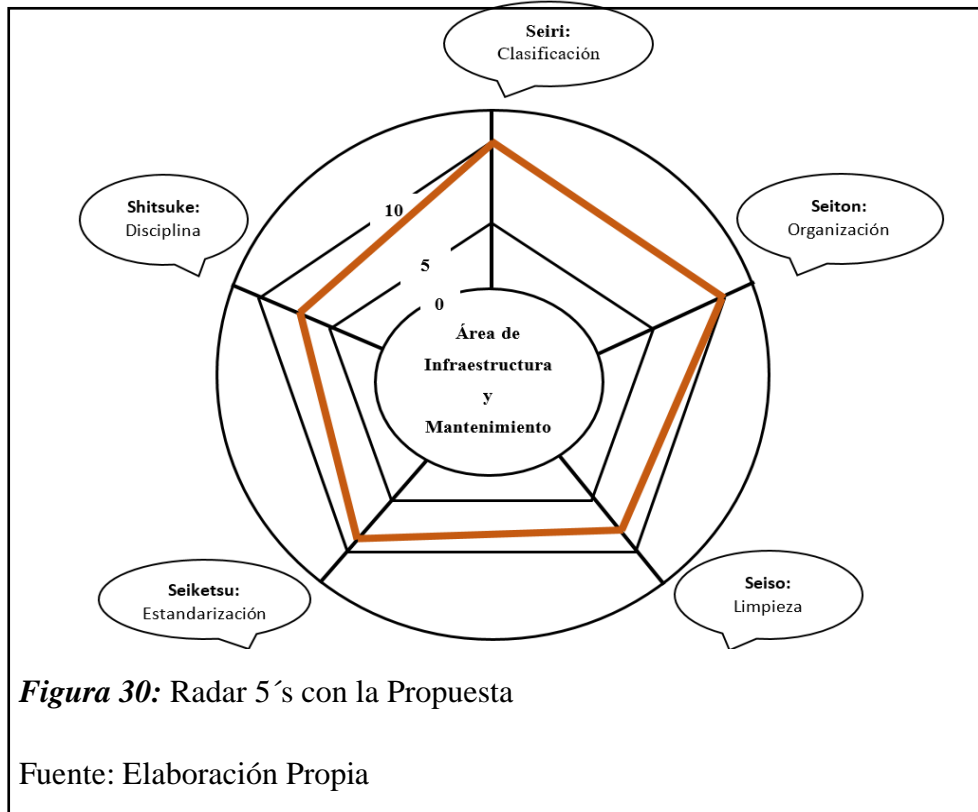 Seiri:
Clasificación
Shitsuke:
Disciplina
10
Seiton:
Organización
5
0
Área de
Infraestructura
y
Mantenimiento
Seiketsu:
Estandarización
Seiso:
Limpieza
Figura 30: Radar 5´s con la Propuesta
Fuente: Elaboración Propia